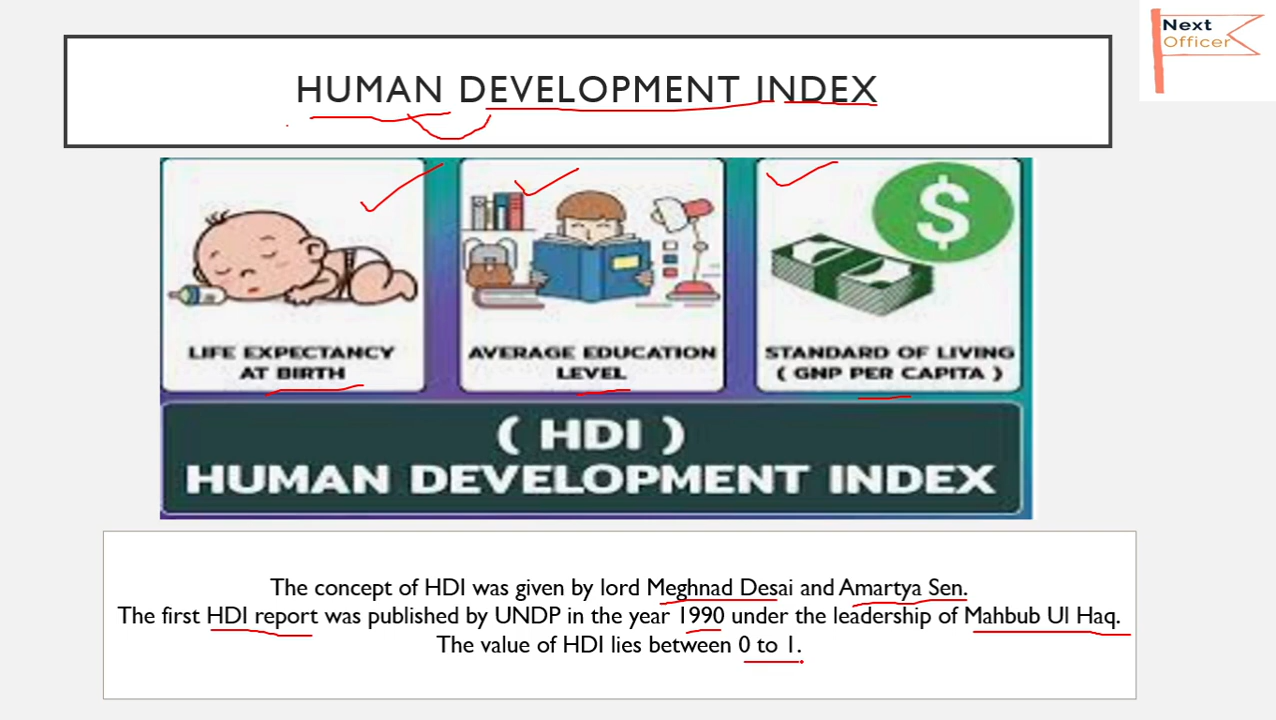 Next
Officer
HUMAN DEVELOPMENT INDEX
LIFE EXPECTANCY
AT BIRTH
AVERAGE EDUCATION
LEVEL
STANDARD OF LIVING
( GNP PER CAPITA )
$
( HDI )
HUMAN DEVELOPMENT INDEX
The concept of HDI was given by lord Meghnad Desai and Amartya Sen.
The first HDI report was published by UNDP in the year 1990 under the leadership of Mahbub Ul Haq.
The value of HDI lies between 0 to 1.